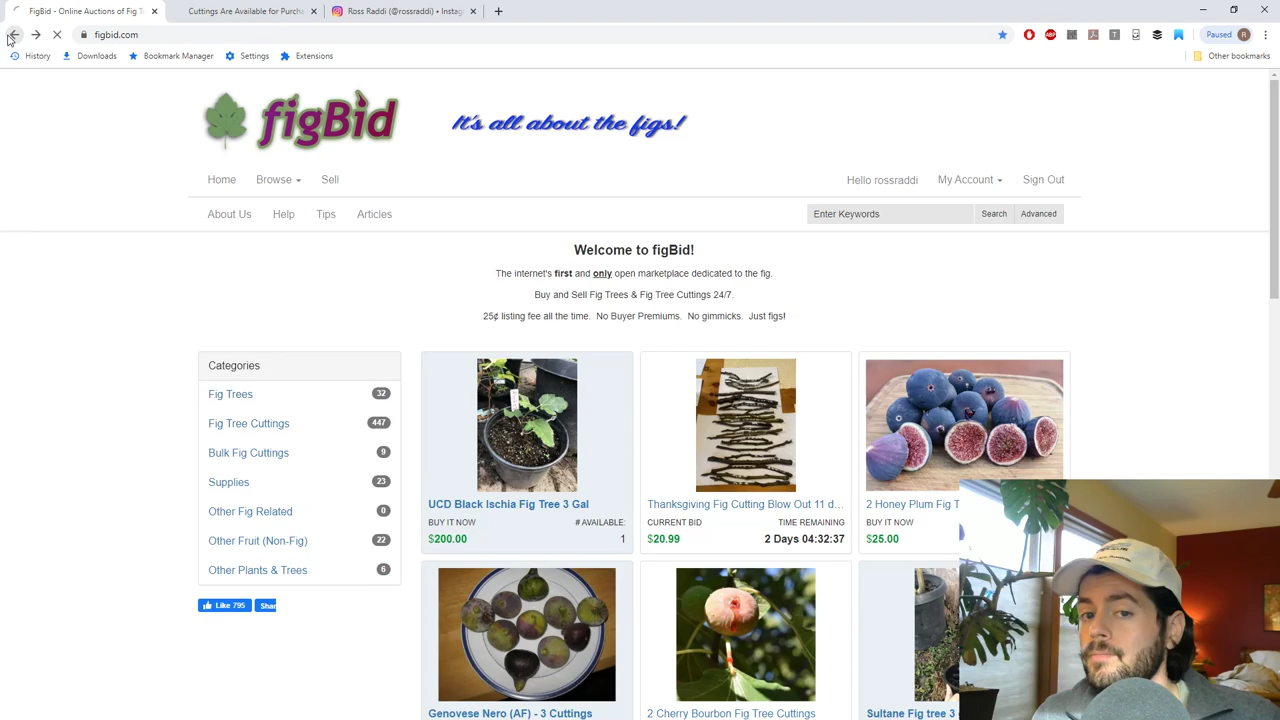 FigBid - Online Auctions of Fig T
Cuttings Are Available for Purcha
Ross Raddi (@rossraddi) • Instag
figbid.com
Paused
R
History
Downloads
Bookmark Manager
Settings
Extensions
Other bookmarks
figBid
It's all about the figs!
Home
Browse
Sell
Hello rossraddi
My Account
Sign Out
About Us
Help
Tips
Articles
Enter Keywords
Search
Advanced
Welcome to figBid!
The internet's first and only open marketplace dedicated to the fig.
Buy and Sell Fig Trees & Fig Tree Cuttings 24/7.
25¢ listing fee all the time. No Buyer Premiums. No gimmicks. Just figs!
Categories
Fig Trees 32
Fig Tree Cuttings 447
Bulk Fig Cuttings 9
Supplies 23
Other Fig Related 0
Other Fruit (Non-Fig) 22
Other Plants & Trees 6
Like 795
Shar
UCD Black Ischia Fig Tree 3 Gal
BUY IT NOW # AVAILABLE:
$200.00 1
Thanksgiving Fig Cutting Blow Out 11 d...
CURRENT BID TIME REMAINING
$20.99 2 Days 04:32:37
2 Honey Plum Fig T
BUY IT NOW
$25.00
Genovese Nero (AF) - 3 Cuttings
2 Cherry Bourbon Fig Tree Cuttings
Sultane Fig tree 3